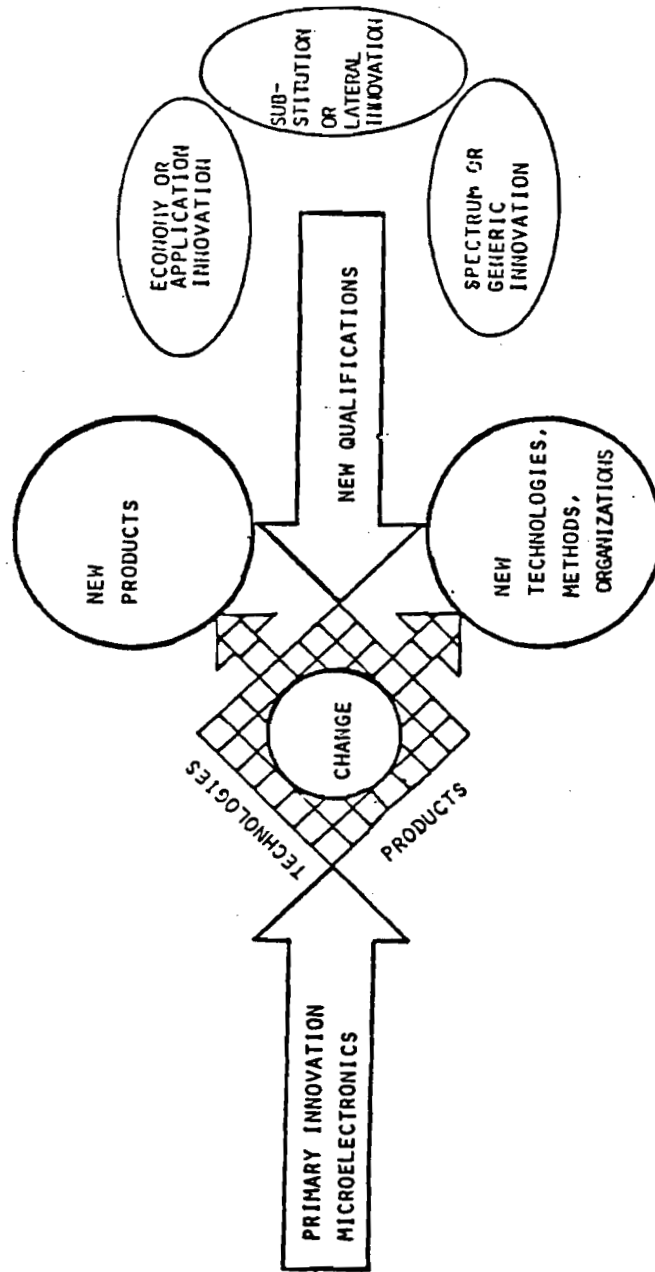 PRIMARY INNOVATION
MICROELECTRONICS
TECHNOLOGIES
PRODUCTS
CHANGE
NEW
PRODUCTS
NEW
TECHNOLOGIES,
METHODS,
ORGANIZATIONS
NEW QUALIFICATIONS
ECONOMY OR
APPLICATION
INNOVATION
SUB-
STITUTION
OR
LATERAL
INNOVATION
SPECTRUM OR
GENERIC
INNOVATION